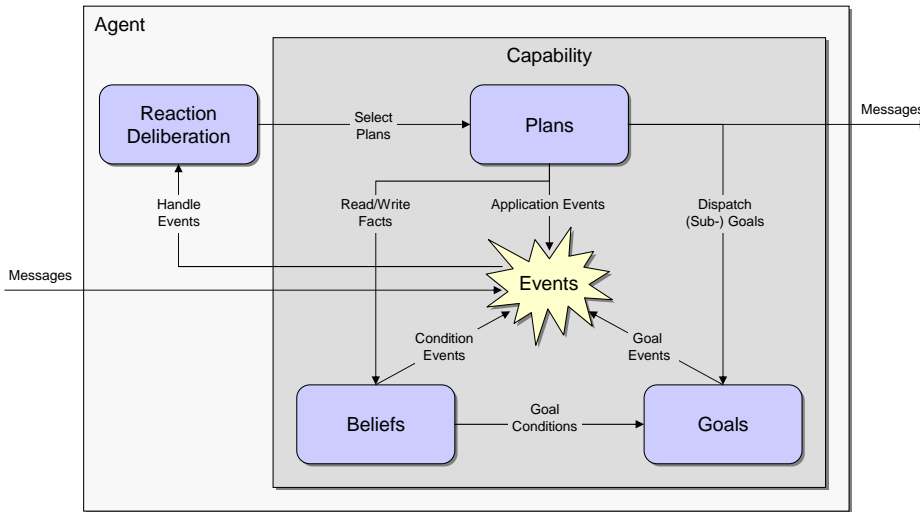 Agent
Capability
Reaction
Deliberation
Select
Plans
Plans
Messages
Handle
Events
Read/Write
Facts
Application Events
Dispatch
(Sub-) Goals
Messages
Events
Condition
Events
Goal
Events
Beliefs
Goal
Conditions
Goals